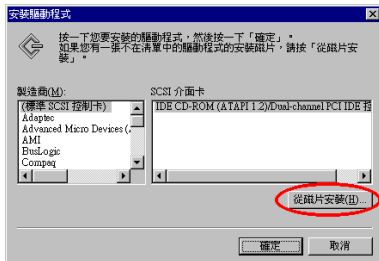 安裝驅動程式
按一下您要安裝的驅動程式，然後按一下「確定」。
如果您有一張不在清單中的驅動程式的安裝磁片，請按「從磁片安
裝」。
製造商(M):
SCSI 介面卡
(標準 SCSI 控制卡)
Adaptec
Advanced Micro Devices (
AMI
BusLogic
Compaq
IDE CD-ROM (ATAPI 1.2)/Dual-channel PCI IDE 控
從磁片安裝(H)...
確定
取消